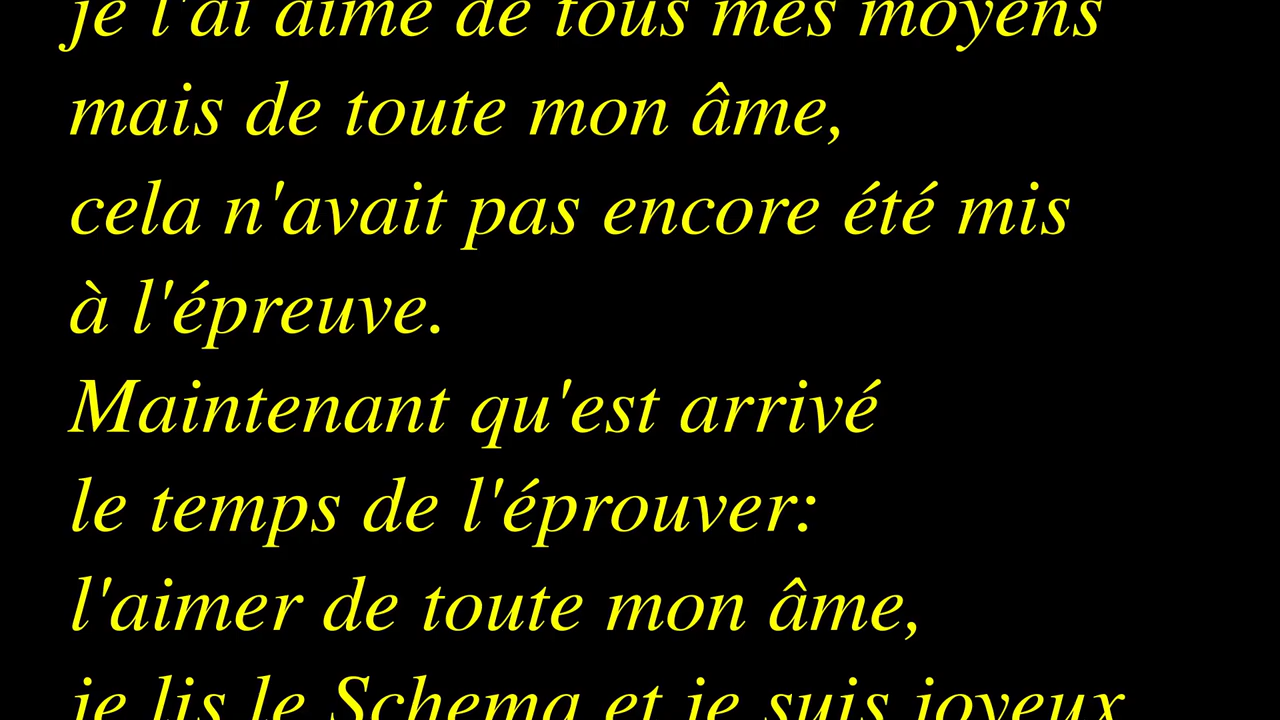 je l'ai aimé de tous mes moyens
mais de toute mon âme,
cela n'avait pas encore été mis
à l'épreuve.
Maintenant qu'est arrivé
le temps de l'éprouver:
l'aimer de toute mon âme,
je lis le Schema et je suis joyeux